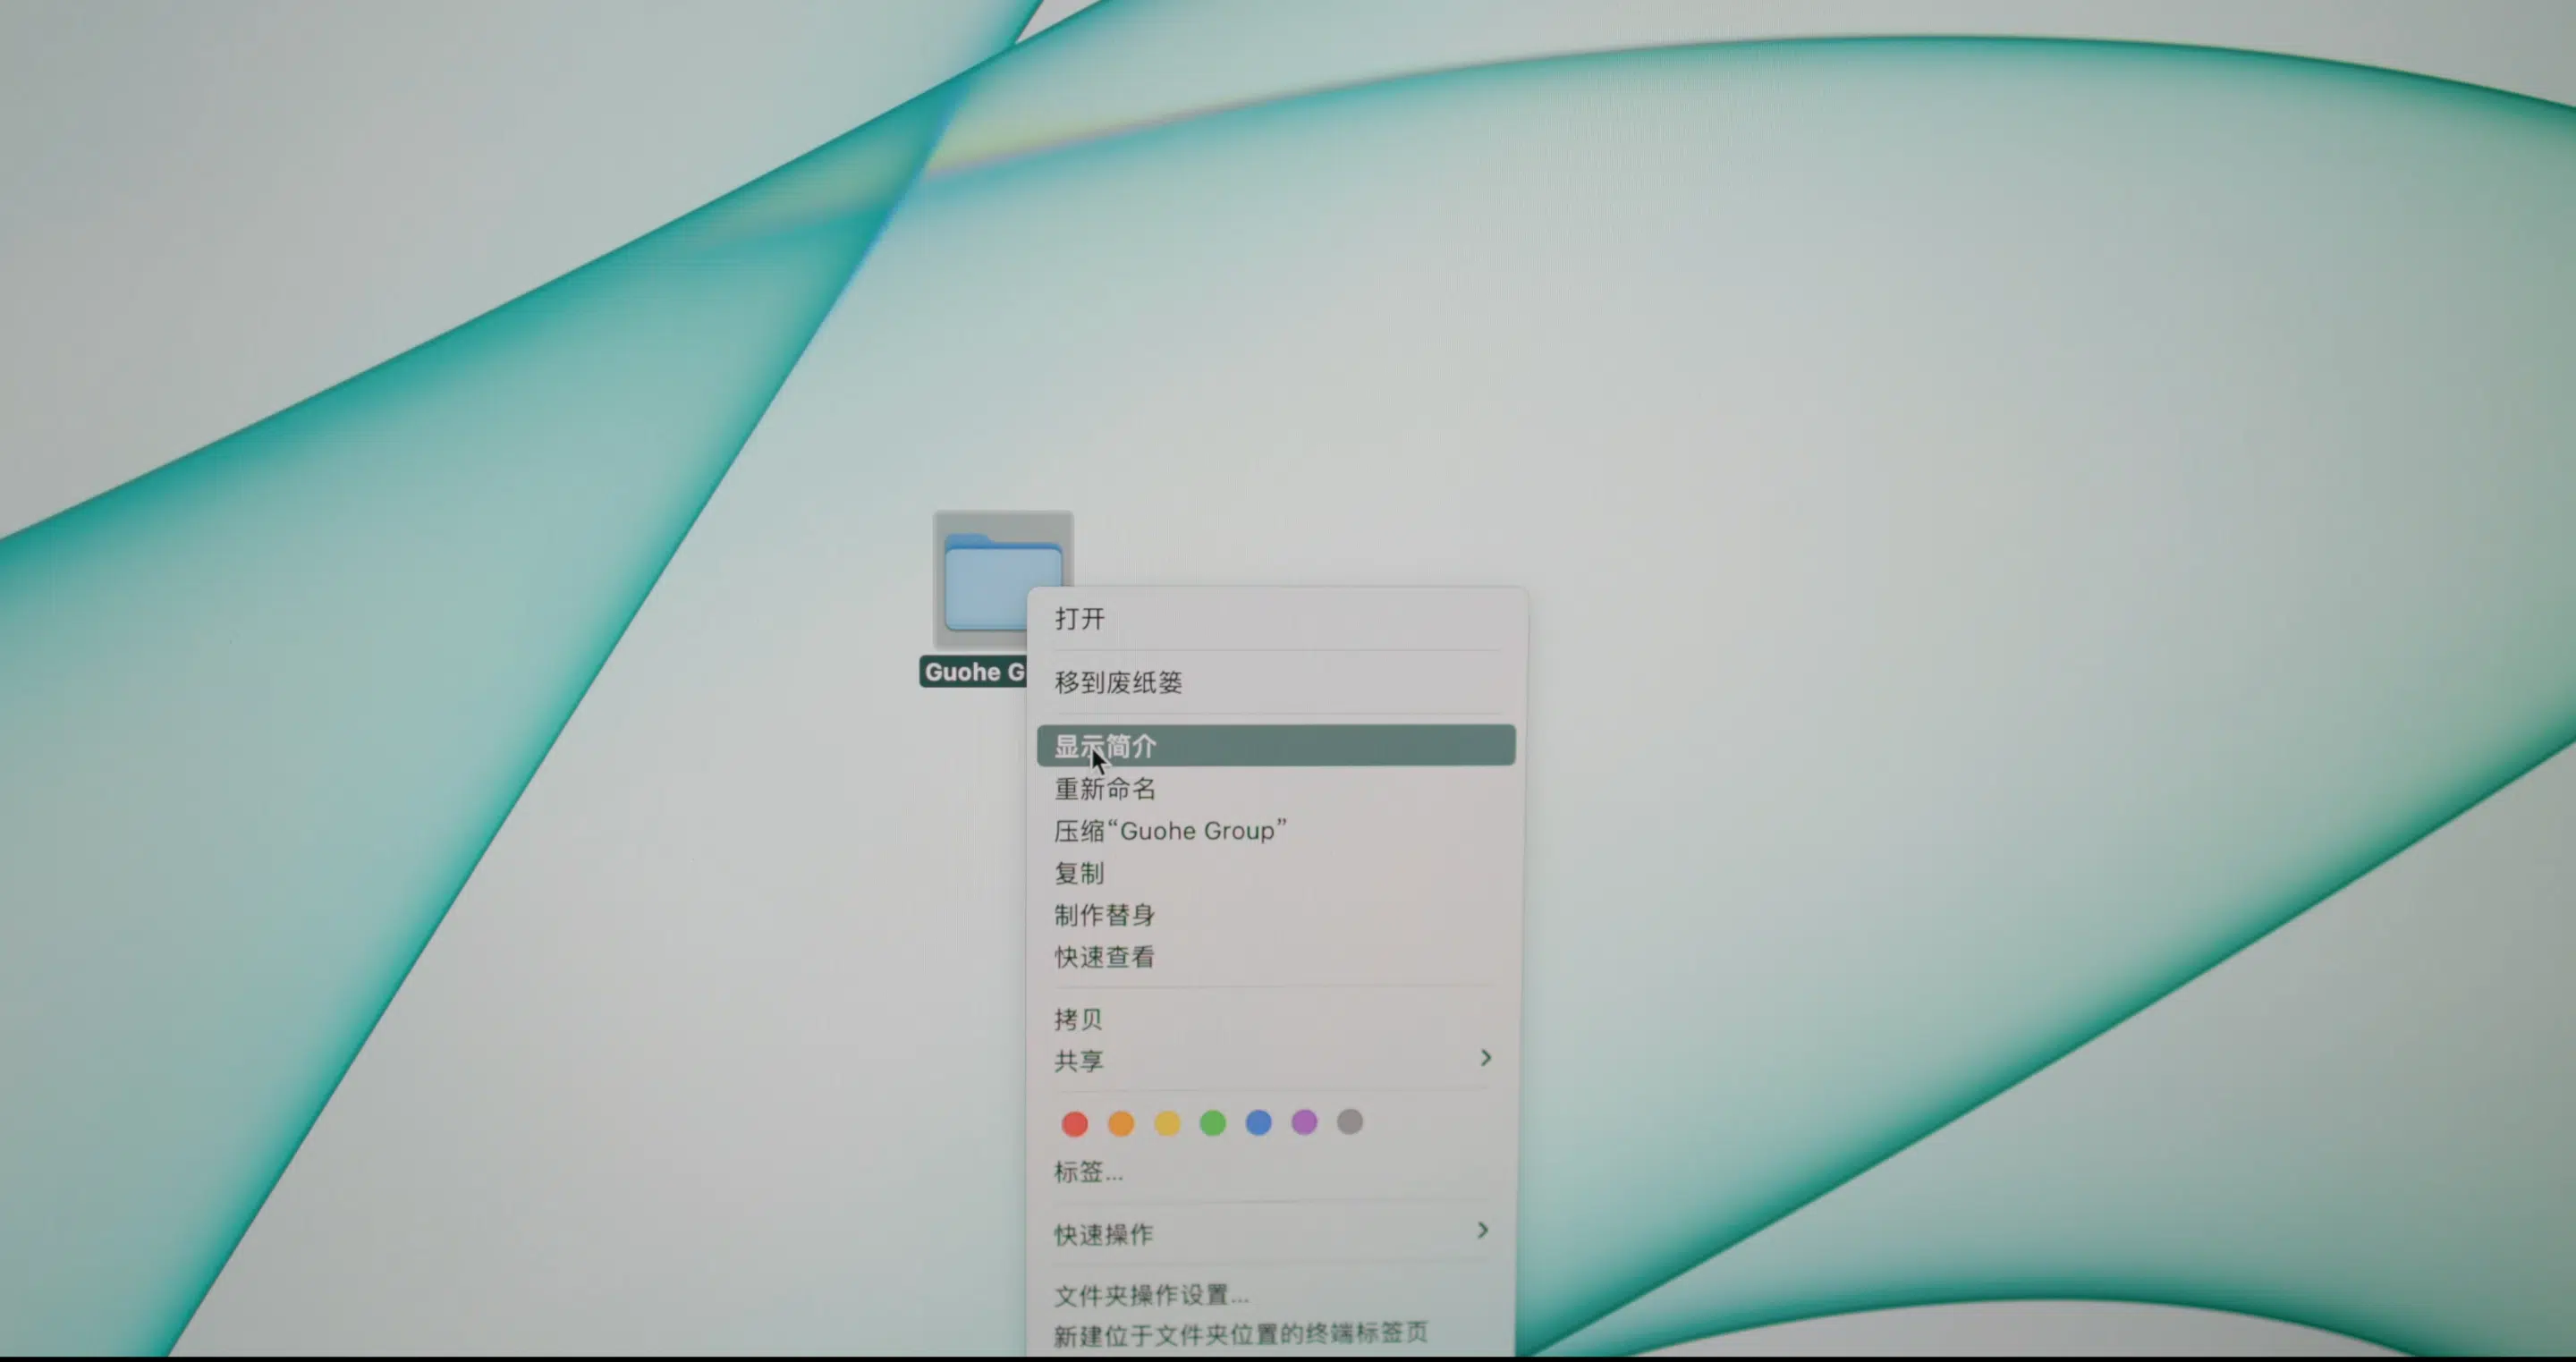 Guohe G
打开
移到废纸篓
显示简介
重新命名
压缩“Guohe Group”
复制
制作替身
快速查看
拷贝
共享
标签...
快速操作
文件夹操作设置...
新建位于文件夹位置的终端标签页